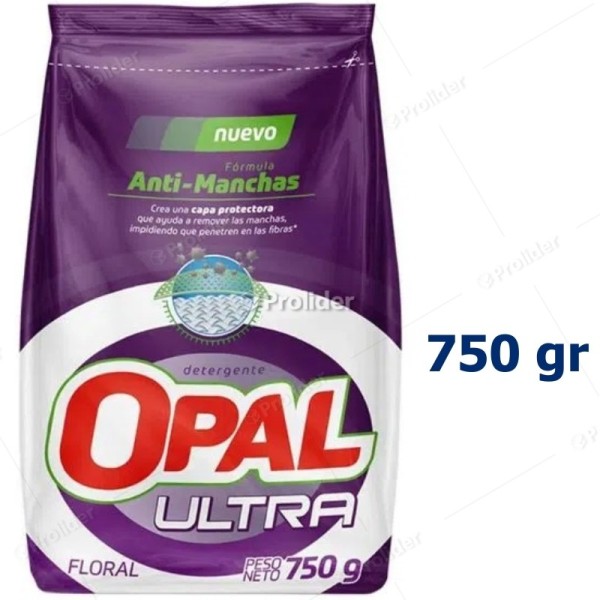 nuevo
Fórmula
Anti-Manchas
Crea una capa protectora
que ayuda a remover las manchas,
impidiendo que penetren en las fibras*
Prolider
detergente
OPAL
ULTRA
FLORAL
PESO
NETO 750 g
750 gr